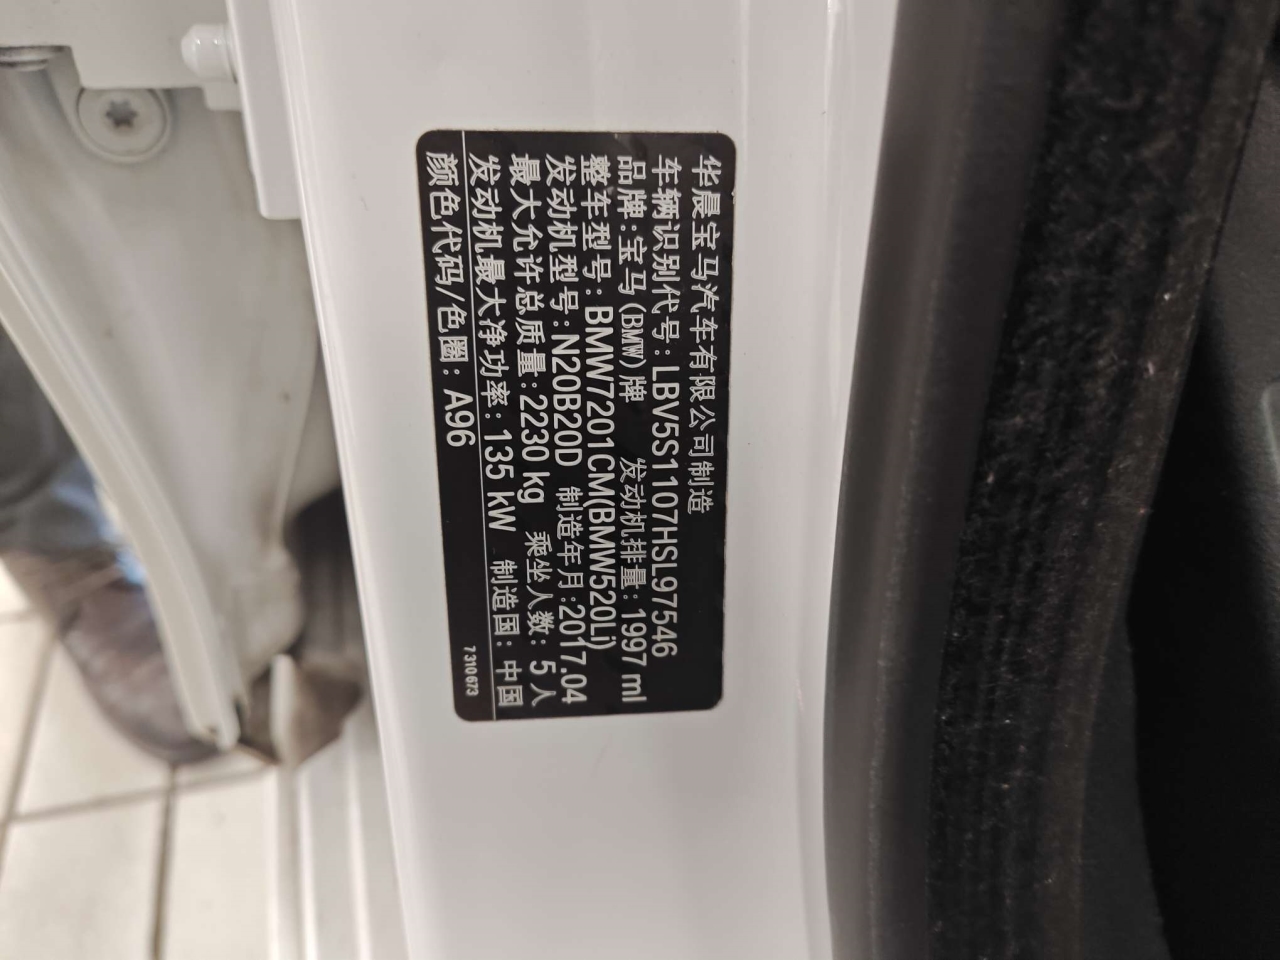 华晨宝马汽车有限公司制造
车辆识别代号:LBV5S1107HSL97546
品牌:宝马(BMW)牌 发动机排量:1997 ml
整车型号:BMW7201CM(BMW520Li)
发动机型号:N20B20D 制造年月:2017.04
最大允许总质量:2230 kg 乘坐人数:5人
发动机最大净功率:135 kW 制造国:中国
颜色代码/色圈:A96 7 310 673